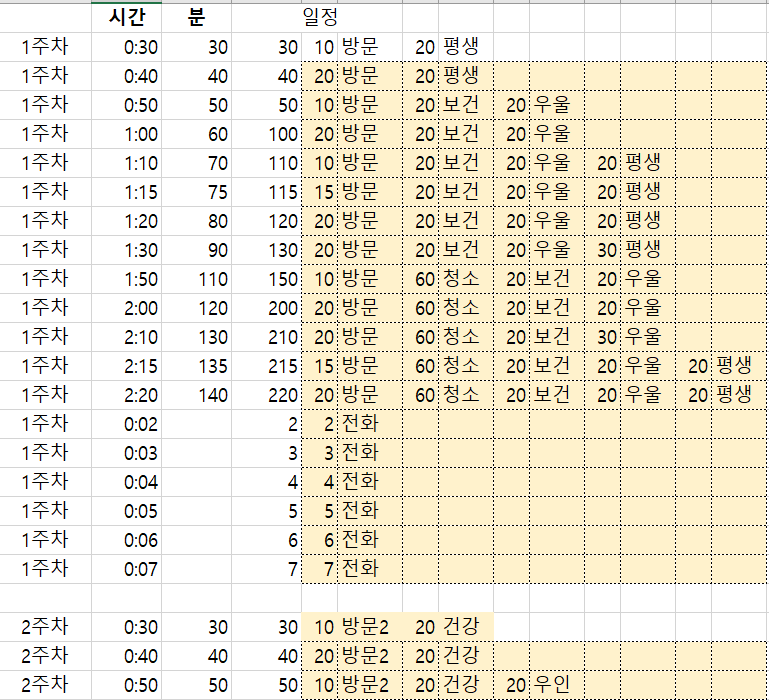 시간 분 일정
1주차 0:30 30 30 10 방문 20 평생
1주차 0:40 40 40 20 방문 20 평생
1주차 0:50 50 50 10 방문 20 보건 20 우울
1주차 1:00 60 100 20 방문 20 보건 20 우울
1주차 1:10 70 110 10 방문 20 보건 20 우울 20 평생
1주차 1:15 75 115 15 방문 20 보건 20 우울 20 평생
1주차 1:20 80 120 20 방문 20 보건 20 우울 20 평생
1주차 1:30 90 130 20 방문 20 보건 20 우울 30 평생
1주차 1:50 110 150 10 방문 60 청소 20 보건 20 우울
1주차 2:00 120 200 20 방문 60 청소 20 보건 20 우울
1주차 2:10 130 210 20 방문 60 청소 20 보건 30 우울
1주차 2:15 135 215 15 방문 60 청소 20 보건 20 우울 20 평생
1주차 2:20 140 220 20 방문 60 청소 20 보건 20 우울 20 평생
1주차 0:02 2 2 전화
1주차 0:03 3 3 전화
1주차 0:04 4 4 전화
1주차 0:05 5 5 전화
1주차 0:06 6 6 전화
1주차 0:07 7 7 전화
2주차 0:30 30 30 10 방문2 20 건강
2주차 0:40 40 40 20 방문2 20 건강
2주차 0:50 50 50 10 방문2 20 건강 20 우인